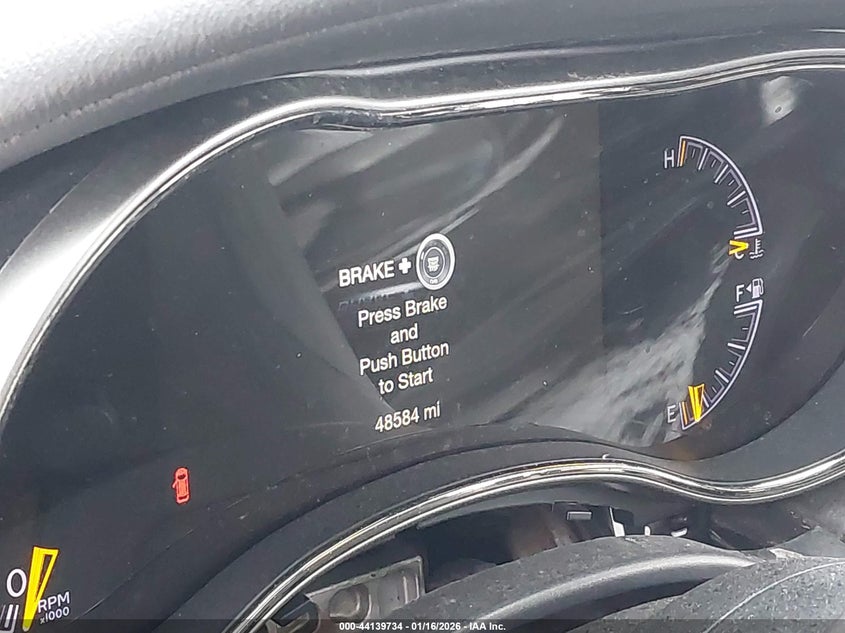 H
C
BRAKE +
Press Brake
and
Push Button
to Start
48584 mi
F
E
0
RPM
x1000
000-44139734 - 01/16/2026 - IAA Inc.